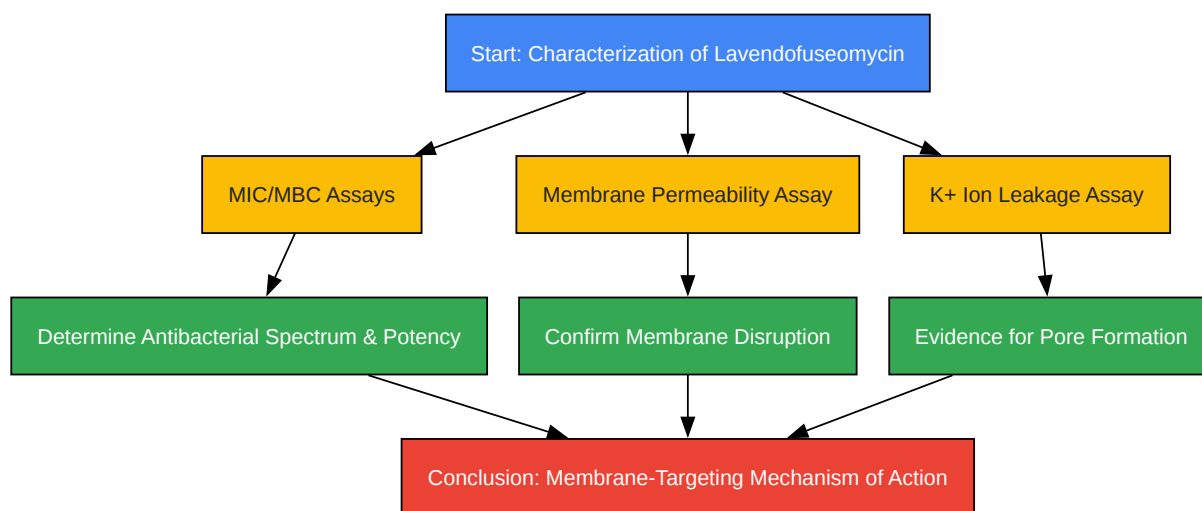 Start: Characterization of Lavendofuseomycin
MIC/MBC Assays
Membrane Permeability Assay
K+ Ion Leakage Assay
Determine Antibacterial Spectrum & Potency
Confirm Membrane Disruption
Evidence for Pore Formation
Conclusion: Membrane-Targeting Mechanism of Action